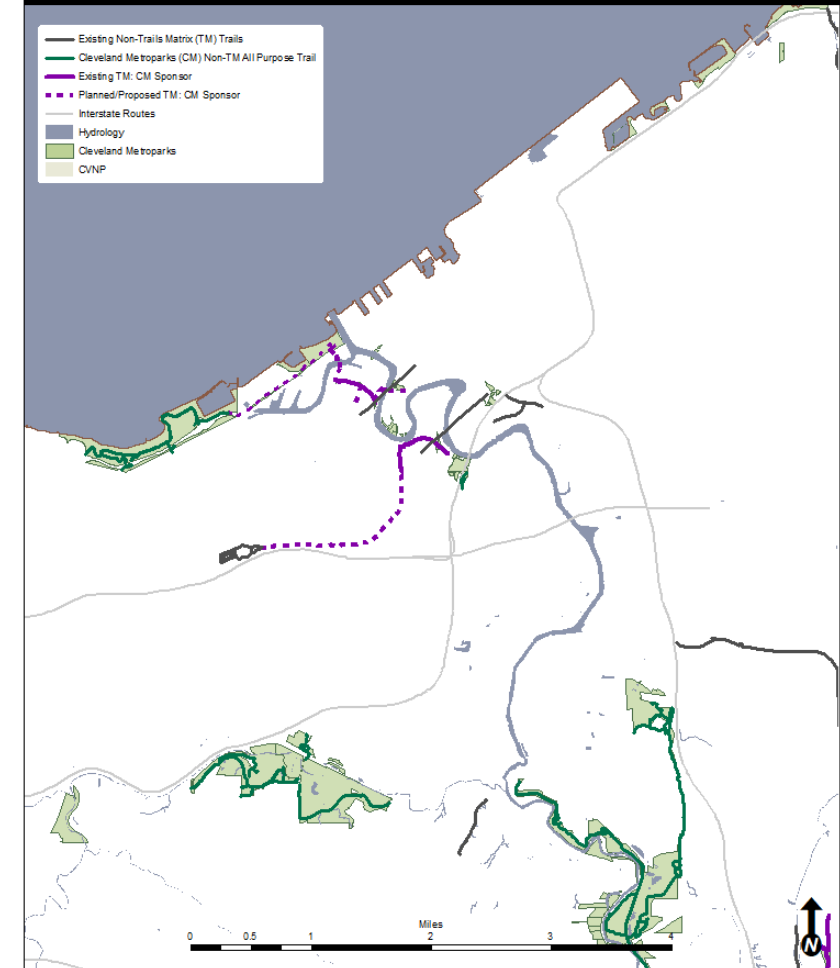 Existing Non-Trails Matrix (TM) Trails
Cleveland Metroparks (CM) Non-TM All Purpose Trail
Existing TM: CM Sponsor
Planned/Proposed TM: CM Sponsor
Interstate Routes
Hydrology
Cleveland Metroparks
CVNP
Miles
0 0.5 1 2 3 4
N